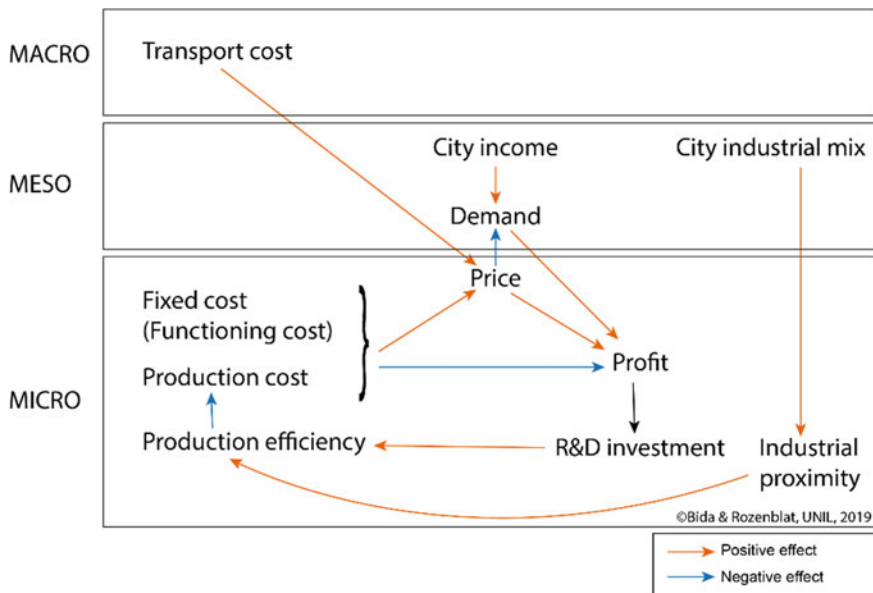 MACRO
Transport cost
MESO
City income
City industrial mix
Demand
MICRO
Price
Fixed cost
(Functioning cost)
Profit
Production cost
Production efficiency
R&D investment
Industrial
proximity
©Bida & Rozenblat, UNIL, 2019
Positive effect
Negative effect